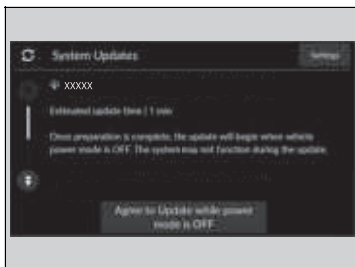 System Updates
Settings
XXXXX
Estimated update time | 1 min
Once preparation is complete, the update will begin when vehicle
power mode is OFF. The system may not function during the update.
Agree to Update while power
mode is OFF